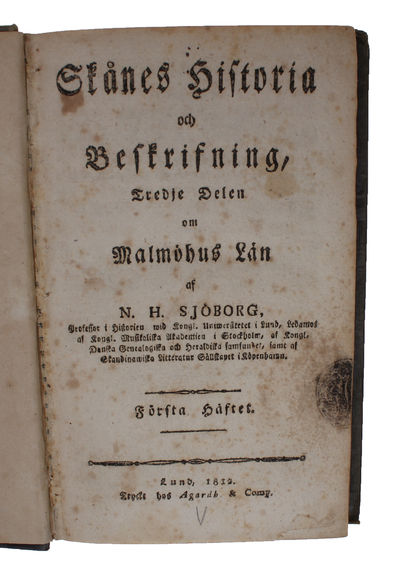 Skånes Historia
och
Beskrifning,
Tredje Delen
om
Malmöhus Län
af
N. H. SJÖBORG,
Professor i Historien wid Kongl. Universitetet i Lund, Ledamot
af Kongl. Musikaliska Akademien i Stockholm, af Kongl.
Danska Genealogiska och Heraldiska samfundet, samt af
Skandinaviska Litteratur Sällskapet i Köpenhamn.
Första Häftet.
Lund, 1812.
Tryckt hos Agardh & Comp.